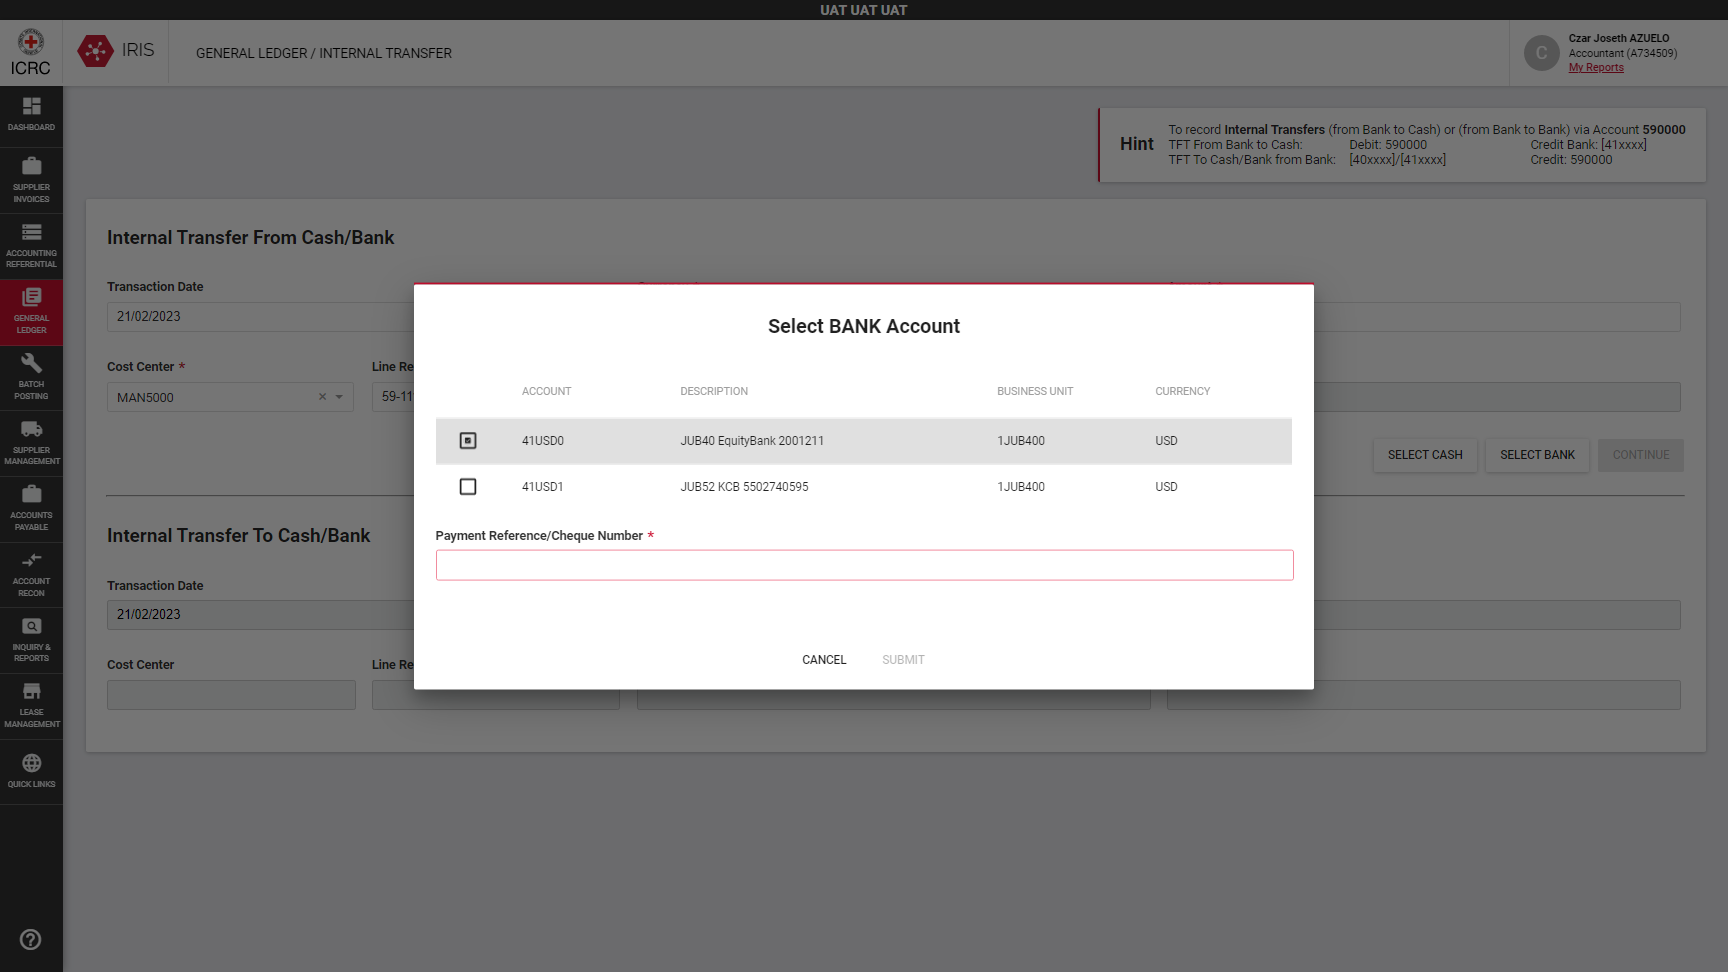 UAT UAT UAT
ICRC
IRIS
GENERAL LEDGER / INTERNAL TRANSFER
C
Czar Joseth AZUELO
Accountant (A734509)
My Reports
DASHBOARD
SUPPLIER
INVOICES
ACCOUNTING
REFERENTIAL
GENERAL
LEDGER
BATCH
POSTING
SUPPLIER
MANAGEMENT
ACCOUNTS
PAYABLE
ACCOUNT
RECON
INQUIRY &
REPORTS
LEASE
MANAGEMENT
QUICK LINKS
Hint
To record Internal Transfers (from Bank to Cash) or (from Bank to Bank) via Account 590000
TFT From Bank to Cash: Debit: 590000 Credit Bank: [41xxxx]
TFT To Cash/Bank from Bank: [40xxxx]/[41xxxx] Credit: 590000
Internal Transfer From Cash/Bank
Transaction Date
21/02/2023
Cost Center * Line Re
MAN5000 × 59-11
SELECT CASH SELECT BANK CONTINUE
Internal Transfer To Cash/Bank
Transaction Date
21/02/2023
Cost Center Line Re
Select BANK Account
ACCOUNT DESCRIPTION BUSINESS UNIT CURRENCY
41USD0 JUB40 EquityBank 2001211 1JUB400 USD
41USD1 JUB52 KCB 5502740595 1JUB400 USD
Payment Reference/Cheque Number *
CANCEL SUBMIT